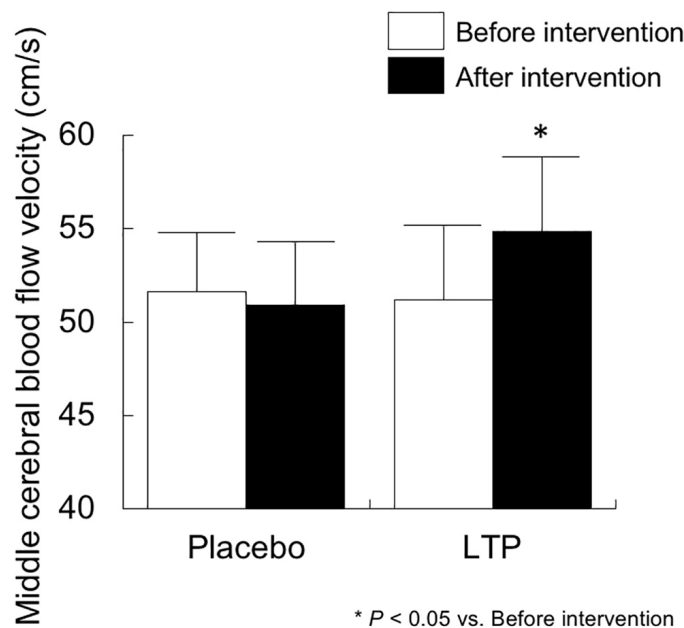 Before intervention
After intervention
Middle cerebral blood flow velocity (cm/s)
60
55
50
45
40
*
Placebo
LTP
* P < 0.05 vs. Before intervention